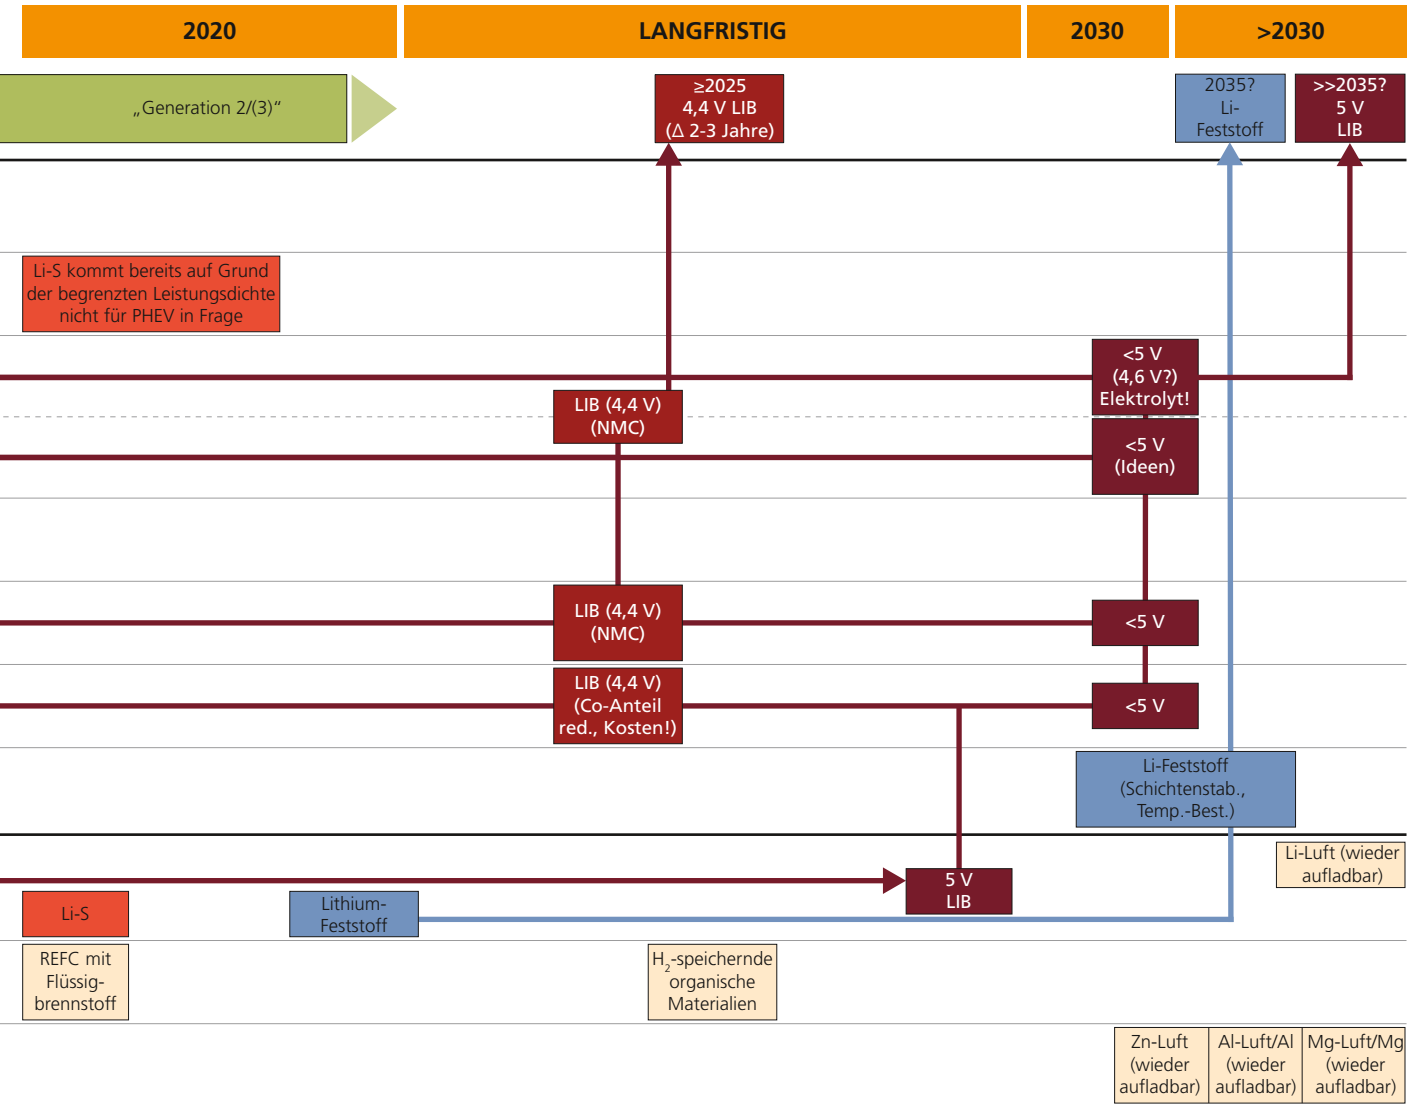 2020
LANGFRISTIG
2030
>2030
„Generation 2/(3)“
≥2025
4,4 V LIB
(Δ 2-3 Jahre)
2035?
Li-
Feststoff
>>2035?
5 V
LIB
Li-S kommt bereits auf Grund
der begrenzten Leistungsdichte
nicht für PHEV in Frage
<5 V
(4,6 V?)
Elektrolyt!
LIB (4,4 V)
(NMC)
<5 V
(Ideen)
LIB (4,4 V)
(NMC)
<5 V
LIB (4,4 V)
(Co-Anteil
red., Kosten!)
<5 V
Li-Feststoff
(Schichtenstab.,
Temp.-Best.)
Li-Luft (wieder
aufladbar)
5 V
LIB
Li-S
Lithium-
Feststoff
REFC mit
Flüssig-
brennstoff
H₂-speichernde
organische
Materialien
Zn-Luft
(wieder
aufladbar)
Al-Luft/Al
(wieder
aufladbar)
Mg-Luft/Mg
(wieder
aufladbar)